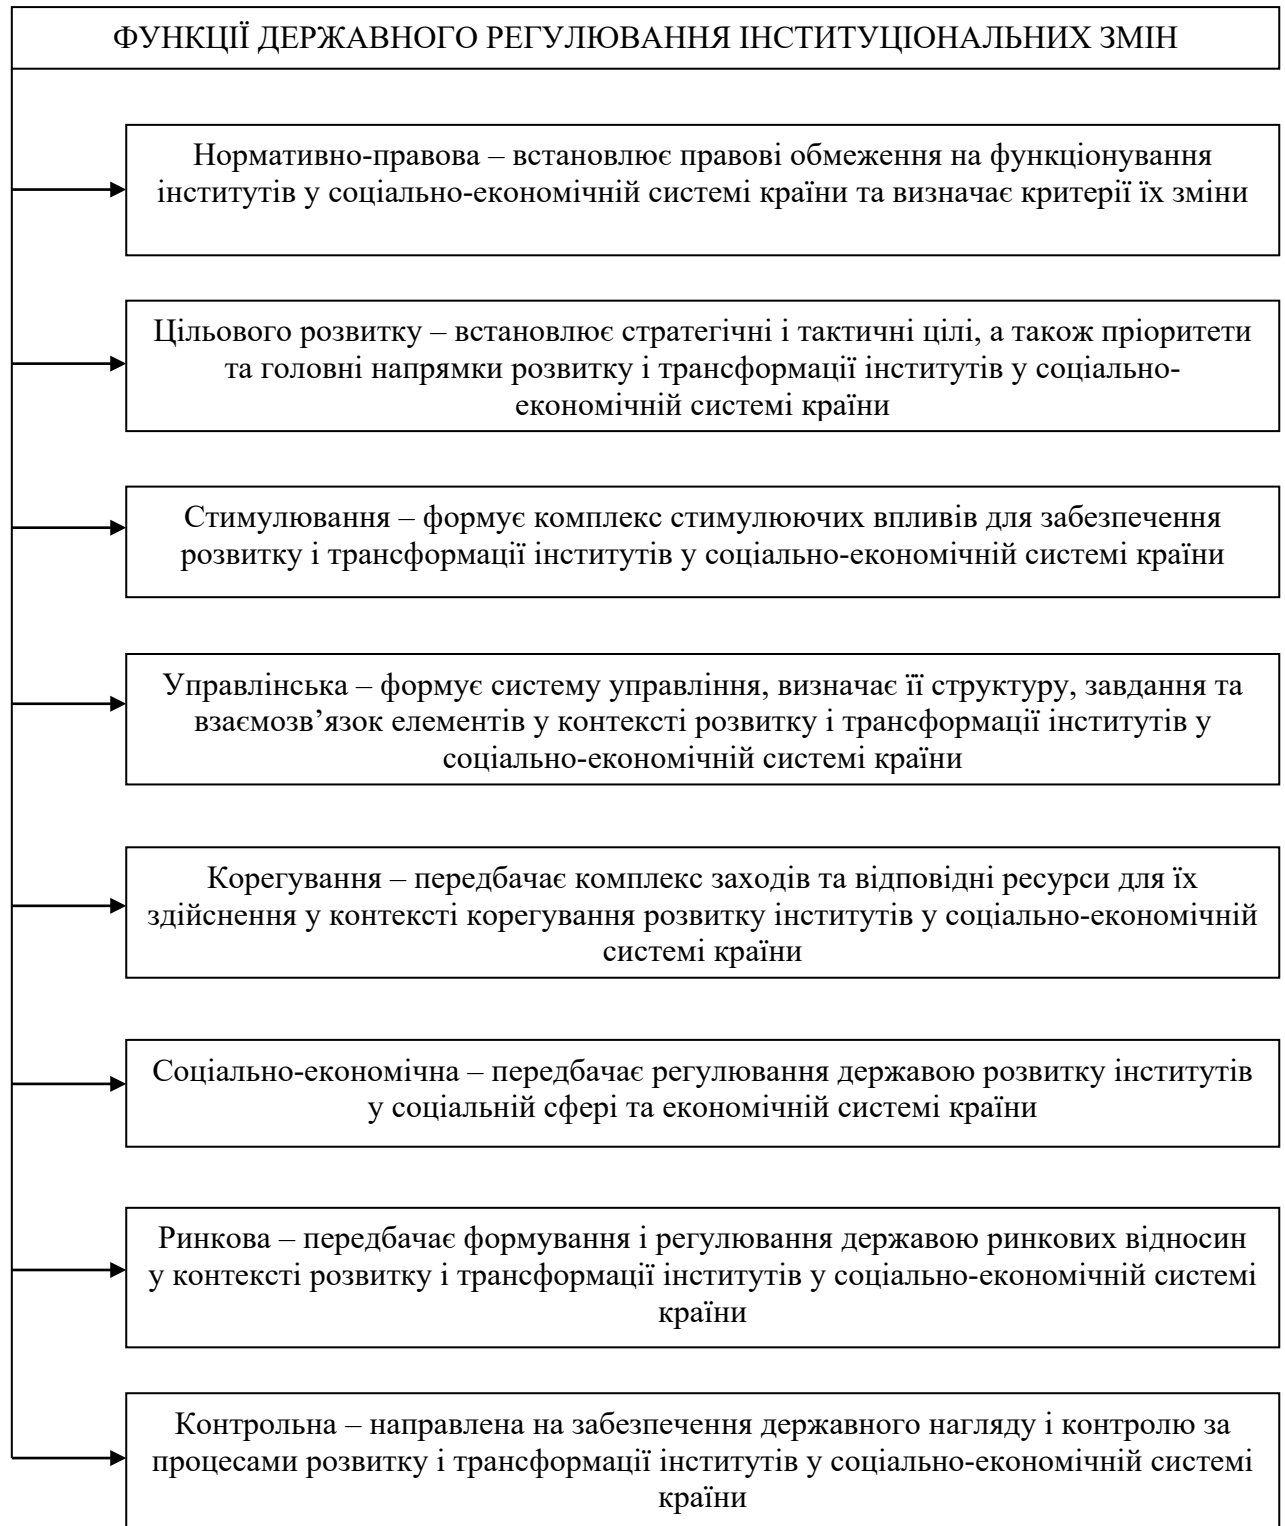 ФУНКЦІЇ ДЕРЖАВНОГО РЕГУЛЮВАННЯ ІНСТИТУЦІОНАЛЬНИХ ЗМІН
Нормативно-правова – встановлює правові обмеження на функціонування
інститутів у соціально-економічній системі країни та визначає критерії їх зміни
Цільового розвитку – встановлює стратегічні і тактичні цілі, а також пріоритети
та головні напрямки розвитку і трансформації інститутів у соціально-
економічній системі країни
Стимулювання – формує комплекс стимулюючих впливів для забезпечення
розвитку і трансформації інститутів у соціально-економічній системі країни
Управлінська – формує систему управління, визначає її структуру, завдання та
взаємозв’язок елементів у контексті розвитку і трансформації інститутів у
соціально-економічній системі країни
Корегування – передбачає комплекс заходів та відповідні ресурси для їх
здійснення у контексті корегування розвитку інститутів у соціально-економічній
системі країни
Соціально-економічна – передбачає регулювання державою розвитку інститутів
у соціальній сфері та економічній системі країни
Ринкова – передбачає формування і регулювання державою ринкових відносин
у контексті розвитку і трансформації інститутів у соціально-економічній системі
країни
Контрольна – направлена на забезпечення державного нагляду і контролю за
процесами розвитку і трансформації інститутів у соціально-економічній системі
країни